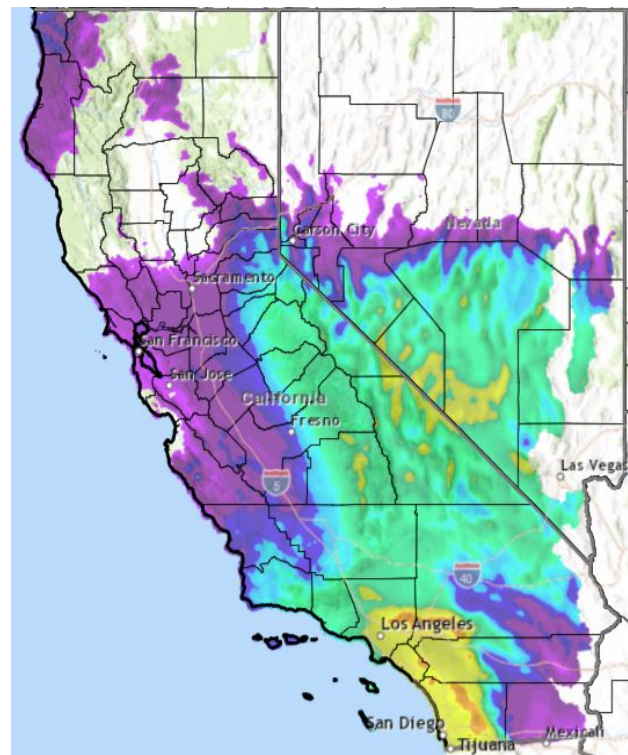 80
Nevada
Carson City
Sacramento
San Francisco
San Jose
California
Fresno
5
Las Vegas
40
Los Angeles
San Diego
Tijuana
Mexicali